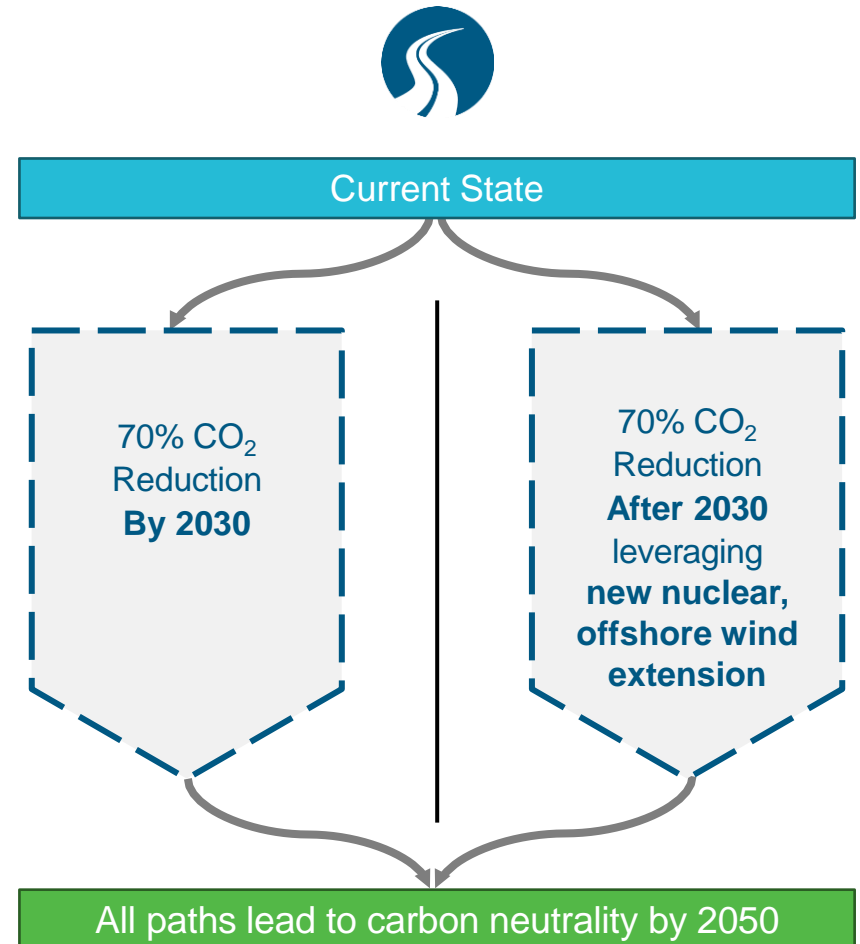 Current State
70% CO₂
Reduction
By 2030
70% CO₂
Reduction
After 2030
leveraging
new nuclear,
offshore wind
extension
All paths lead to carbon neutrality by 2050